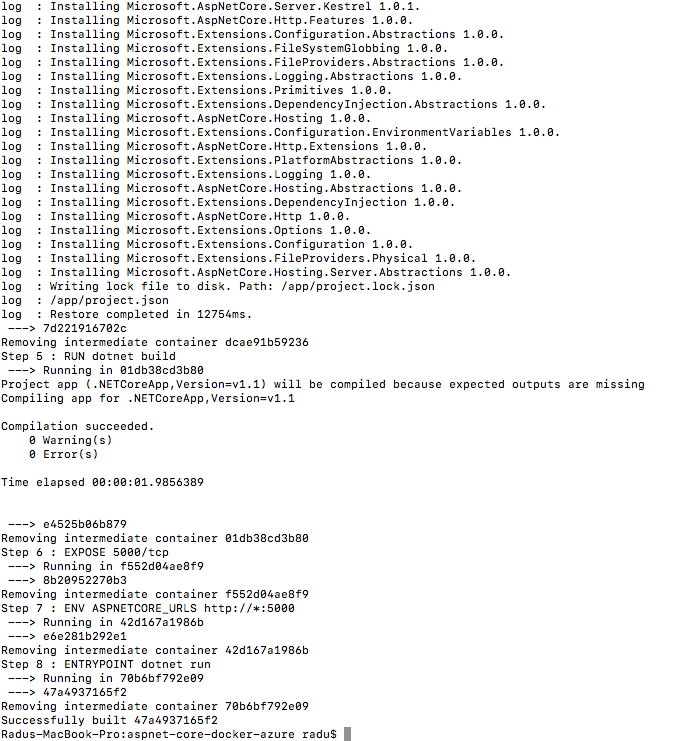 log  : Installing Microsoft.AspNetCore.Server.Kestrel 1.0.1.
log  : Installing Microsoft.AspNetCore.Http.Features 1.0.0.
log  : Installing Microsoft.Extensions.Configuration.Abstractions 1.0.0.
log  : Installing Microsoft.Extensions.FileSystemGlobbing 1.0.0.
log  : Installing Microsoft.Extensions.FileProviders.Abstractions 1.0.0.
log  : Installing Microsoft.Extensions.Logging.Abstractions 1.0.0.
log  : Installing Microsoft.Extensions.Primitives 1.0.0.
log  : Installing Microsoft.Extensions.DependencyInjection.Abstractions 1.0.0.
log  : Installing Microsoft.AspNetCore.Hosting 1.0.0.
log  : Installing Microsoft.Extensions.Configuration.EnvironmentVariables 1.0.0.
log  : Installing Microsoft.AspNetCore.Http.Extensions 1.0.0.
log  : Installing Microsoft.Extensions.PlatformAbstractions 1.0.0.
log  : Installing Microsoft.Extensions.Logging 1.0.0.
log  : Installing Microsoft.AspNetCore.Hosting.Abstractions 1.0.0.
log  : Installing Microsoft.Extensions.DependencyInjection 1.0.0.
log  : Installing Microsoft.AspNetCore.Http 1.0.0.
log  : Installing Microsoft.Extensions.Options 1.0.0.
log  : Installing Microsoft.Extensions.Configuration 1.0.0.
log  : Installing Microsoft.Extensions.FileProviders.Physical 1.0.0.
log  : Installing Microsoft.AspNetCore.Hosting.Server.Abstractions 1.0.0.
log  : Writing lock file to disk. Path: /app/project.lock.json
log  : /app/project.json
log  : Restore completed in 12754ms.
 ---> 7d221916702c
Removing intermediate container dcae91b59236
Step 5 : RUN dotnet build
 ---> Running in 01db38cd3b80
Project app (.NETCoreApp,Version=v1.1) will be compiled because expected outputs are missing
Compiling app for .NETCoreApp,Version=v1.1
Compilation succeeded.
    0 Warning(s)
    0 Error(s)
Time elapsed 00:00:01.9856389
 ---> e4525b06b879
Removing intermediate container 01db38cd3b80
Step 6 : EXPOSE 5000/tcp
 ---> Running in f552d04ae8f9
 ---> 8b20952270b3
Removing intermediate container f552d04ae8f9
Step 7 : ENV ASPNETCORE_URLS http://*:5000
 ---> Running in 42d167a1986b
 ---> e6e281b292e1
Removing intermediate container 42d167a1986b
Step 8 : ENTRYPOINT dotnet run
 ---> Running in 70b6bf792e09
 ---> 47a4937165f2
Removing intermediate container 70b6bf792e09
Successfully built 47a4937165f2
Radus-MacBook-Pro:aspnet-core-docker-azure radu$